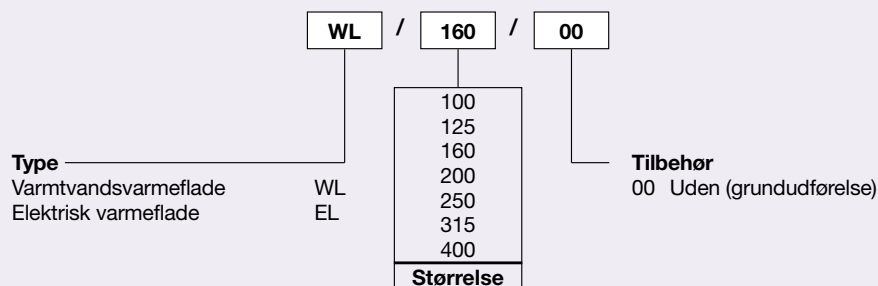 WL / 160 / 00
100
125
160
200
250
315
400
Størrelse
Type
Varmtvandsvarmeflade WL
Elektrisk varmeflade EL
Tilbehør
00 Uden (grundudførelse)